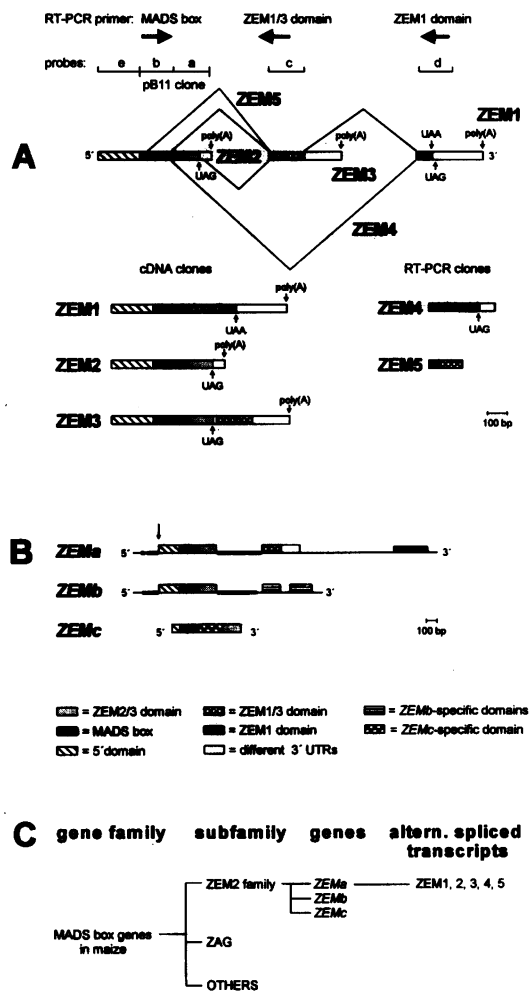 RT-PCR primer: MADS box ZEM1/3 domain ZEM1 domain
probes: e b a c d
pB11 clone
ZEM5
ZEM1
A
poly(A) poly(A) UAA poly(A)
5´ ZEM2 3´
UAG ZEM3 UAG
ZEM4
cDNA clones RT-PCR clones
poly(A)
ZEM1 ZEM4
UAA UAG
poly(A)
ZEM2 ZEM5
UAG
poly(A)
ZEM3
UAG
100 bp
B
ZEMa 5´ 3´
ZEMb 5´ 3´
ZEMc 5´ 3´
100 bp
= ZEM2/3 domain = ZEM1/3 domain = ZEMb-specific domains
= MADS box = ZEM1 domain = ZEMc-specific domain
= 5´domain = different 3´ UTRs
C
gene family subfamily genes altern. spliced
transcripts
ZEM2 family ZEMa ZEM1, 2, 3, 4, 5
ZEMb
ZEMc
MADS box genes
in maize
ZAG
OTHERS